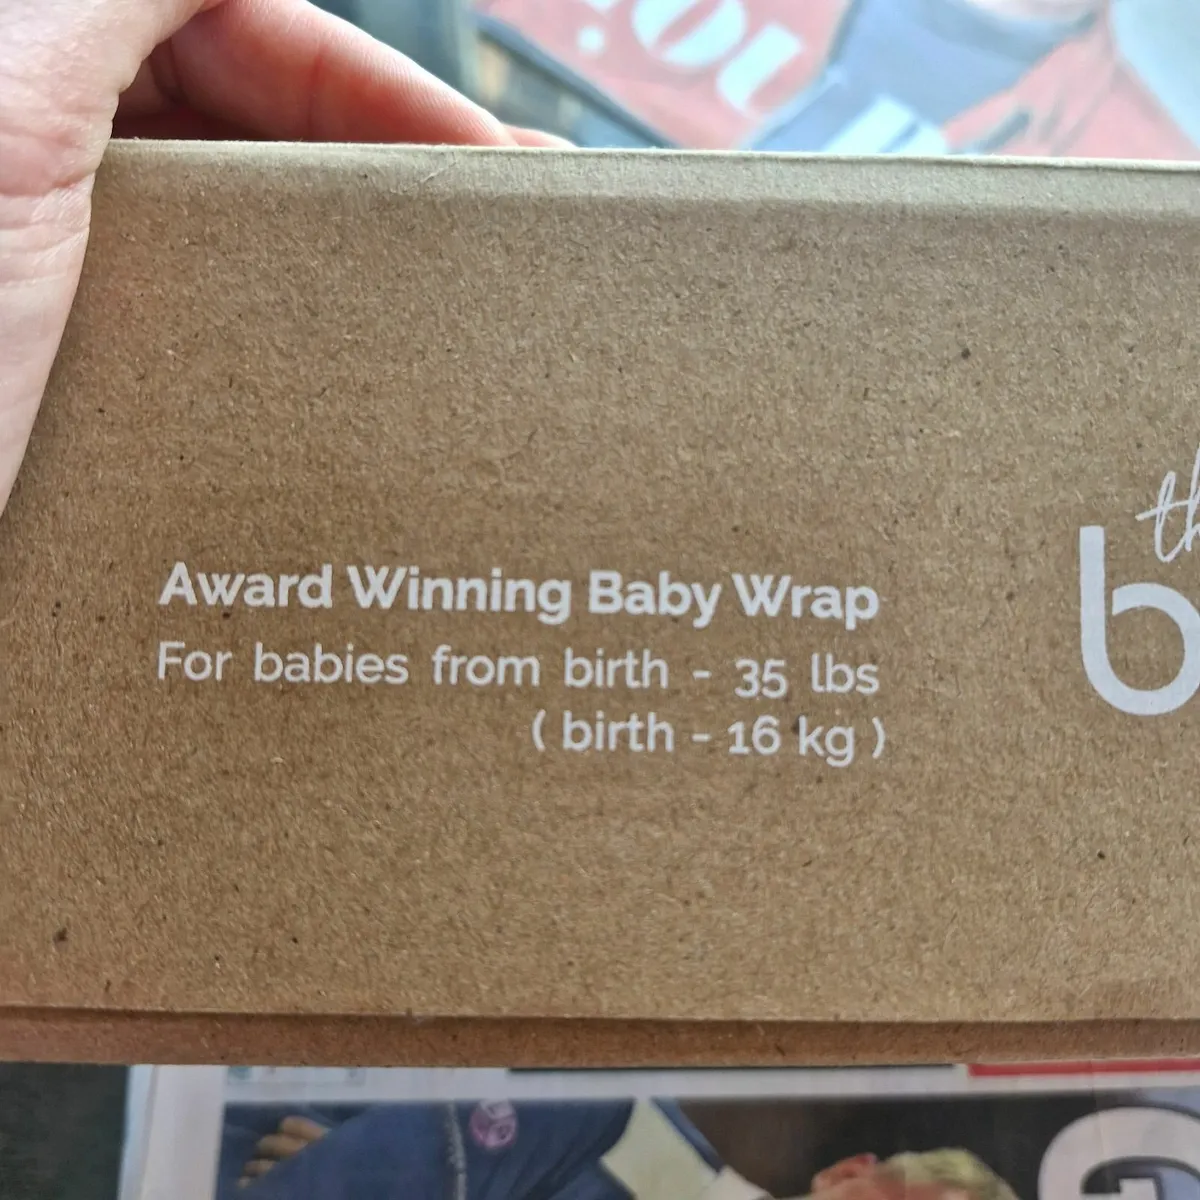 Award Winning Baby Wrap
For babies from birth - 35 lbs
( birth - 16 kg )